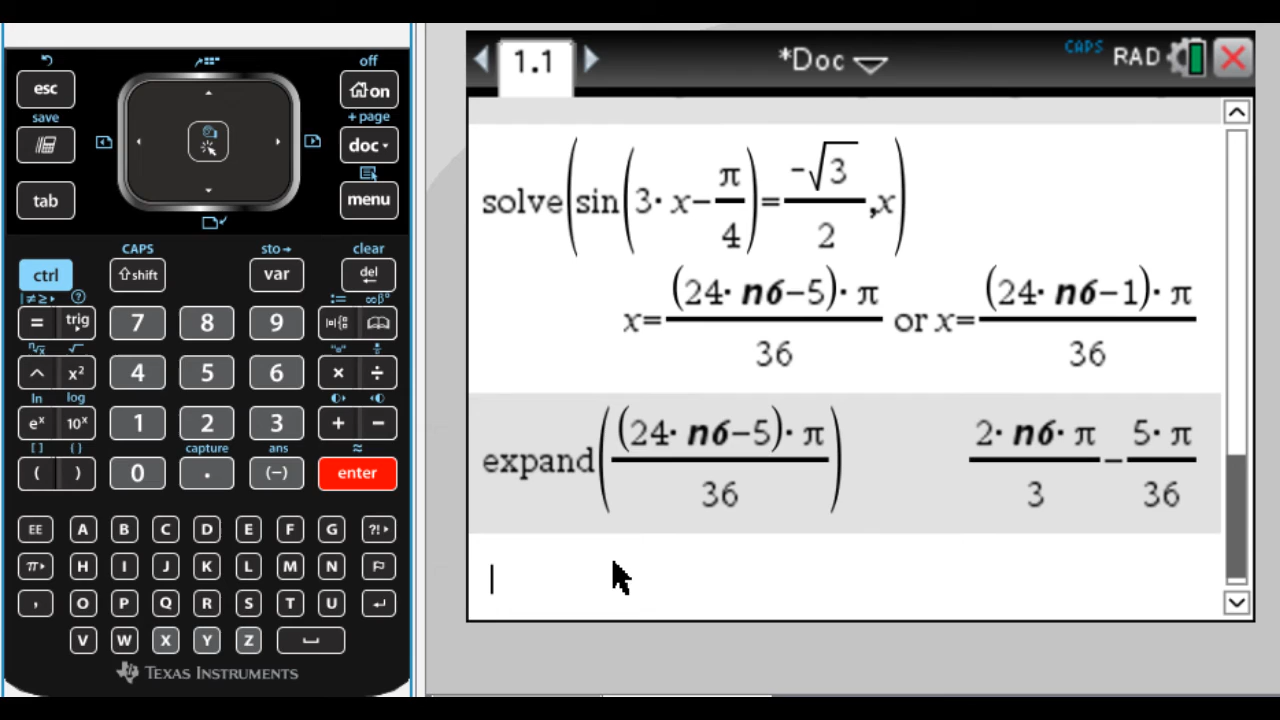 off
esc
on
save
+ page
doc
tab
menu
CAPS
sto→
clear
ctrl
shift
var
del
|≠≥▸
?
:=
∞β°
=
trig
7
8
9
|▫|{▫
ⁿ√x
√
"▫"
^
x²
4
5
6
×
÷
ln
log
eˣ
10ˣ
1
2
3
+
−
[ ]
{ }
capture
ans
≈
(
)
0
.
(−)
enter
EE
A
B
C
D
E
F
G
?!▸
π▸
H
I
J
K
L
M
N
,
O
P
Q
R
S
T
U
↵
V
W
X
Y
Z
TEXAS INSTRUMENTS
1.1
*Doc
CAPS
RAD
solve(sin(3·x−π/4)=−√3/2,x)
x=(24·n6−5)·π/36 or x=(24·n6−1)·π/36
expand((24·n6−5)·π/36)
2·n6·π/3−5·π/36